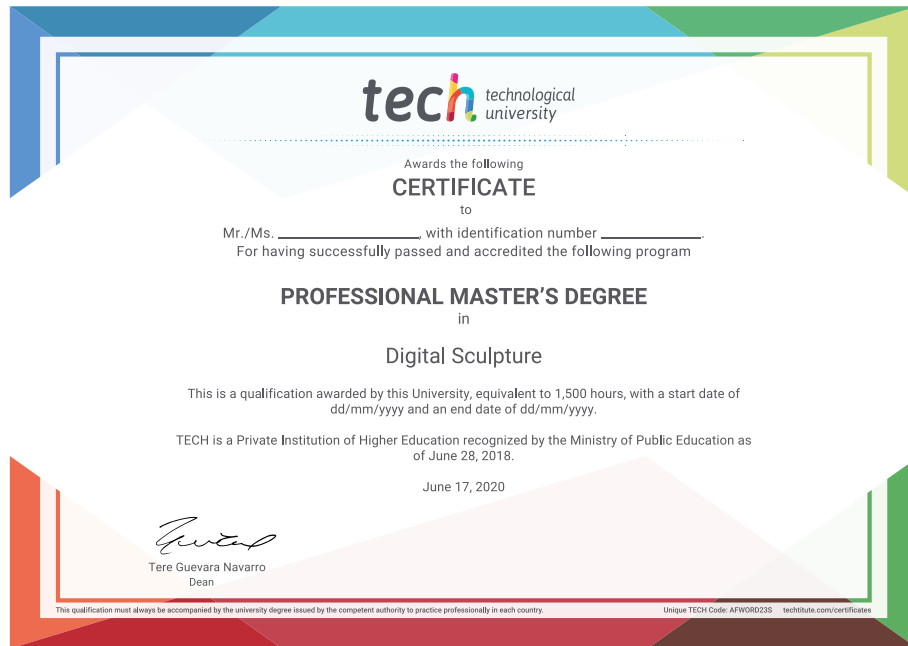 tech technological
university
Awards the following
CERTIFICATE
to
Mr./Ms. ____________________, with identification number ______________.
For having successfully passed and accredited the following program
PROFESSIONAL MASTER'S DEGREE
in
Digital Sculpture
This is a qualification awarded by this University, equivalent to 1,500 hours, with a start date of
dd/mm/yyyy and an end date of dd/mm/yyyy.
TECH is a Private Institution of Higher Education recognized by the Ministry of Public Education as
of June 28, 2018.
June 17, 2020
Tere Guevara Navarro
Dean
This qualification must always be accompanied by the university degree issued by the competent authority to practice professionally in each country. Unique TECH Code: AFWORD23S techtitute.com/certificates